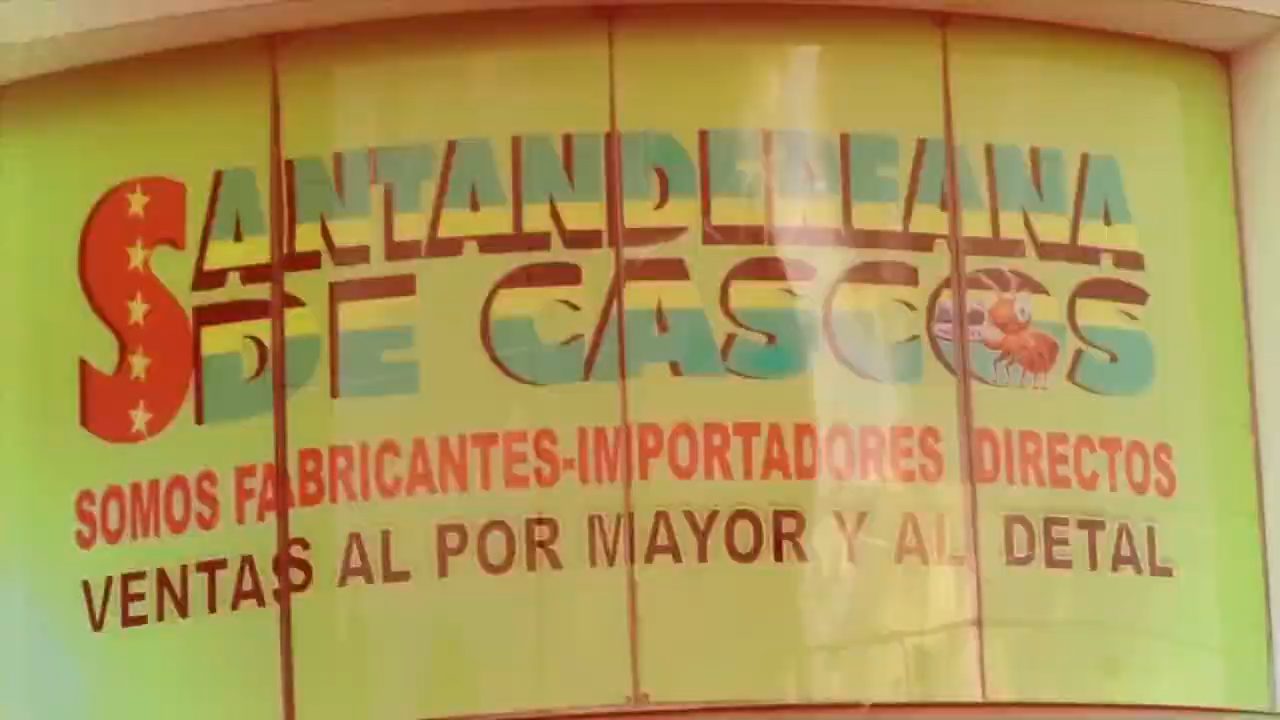 SANTANDEREANA
DE CASCOS
SOMOS FABRICANTES-IMPORTADORES DIRECTOS
VENTAS AL POR MAYOR Y AL DETAL